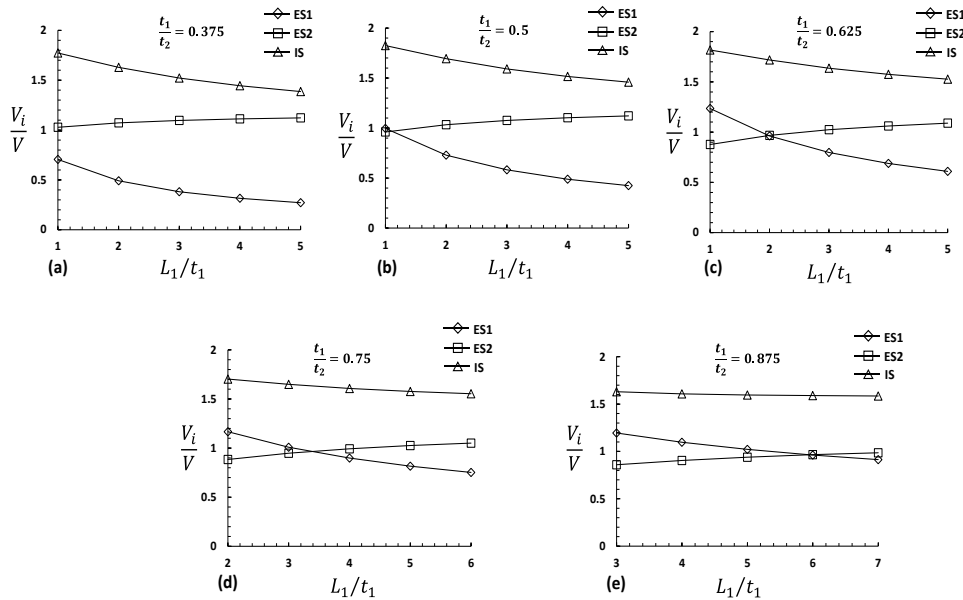 ES1
ES2
IS
t₁/t₂ = 0.375
2
1.5
V_i/V
1
0.5
0
1 2 3 4 5
(a)
L₁/t₁
ES1
ES2
IS
t₁/t₂ = 0.5
2
1.5
V_i/V
1
0.5
0
1 2 3 4 5
(b)
L₁/t₁
ES1
ES2
IS
t₁/t₂ = 0.625
2
1.5
V_i/V
1
0.5
0
1 2 3 4 5
(c)
L₁/t₁
ES1
ES2
IS
t₁/t₂ = 0.75
2
1.5
V_i/V
1
0.5
0
2 3 4 5 6
(d)
L₁/t₁
ES1
ES2
IS
t₁/t₂ = 0.875
2
1.5
V_i/V
1
0.5
0
3 4 5 6 7
(e)
L₁/t₁